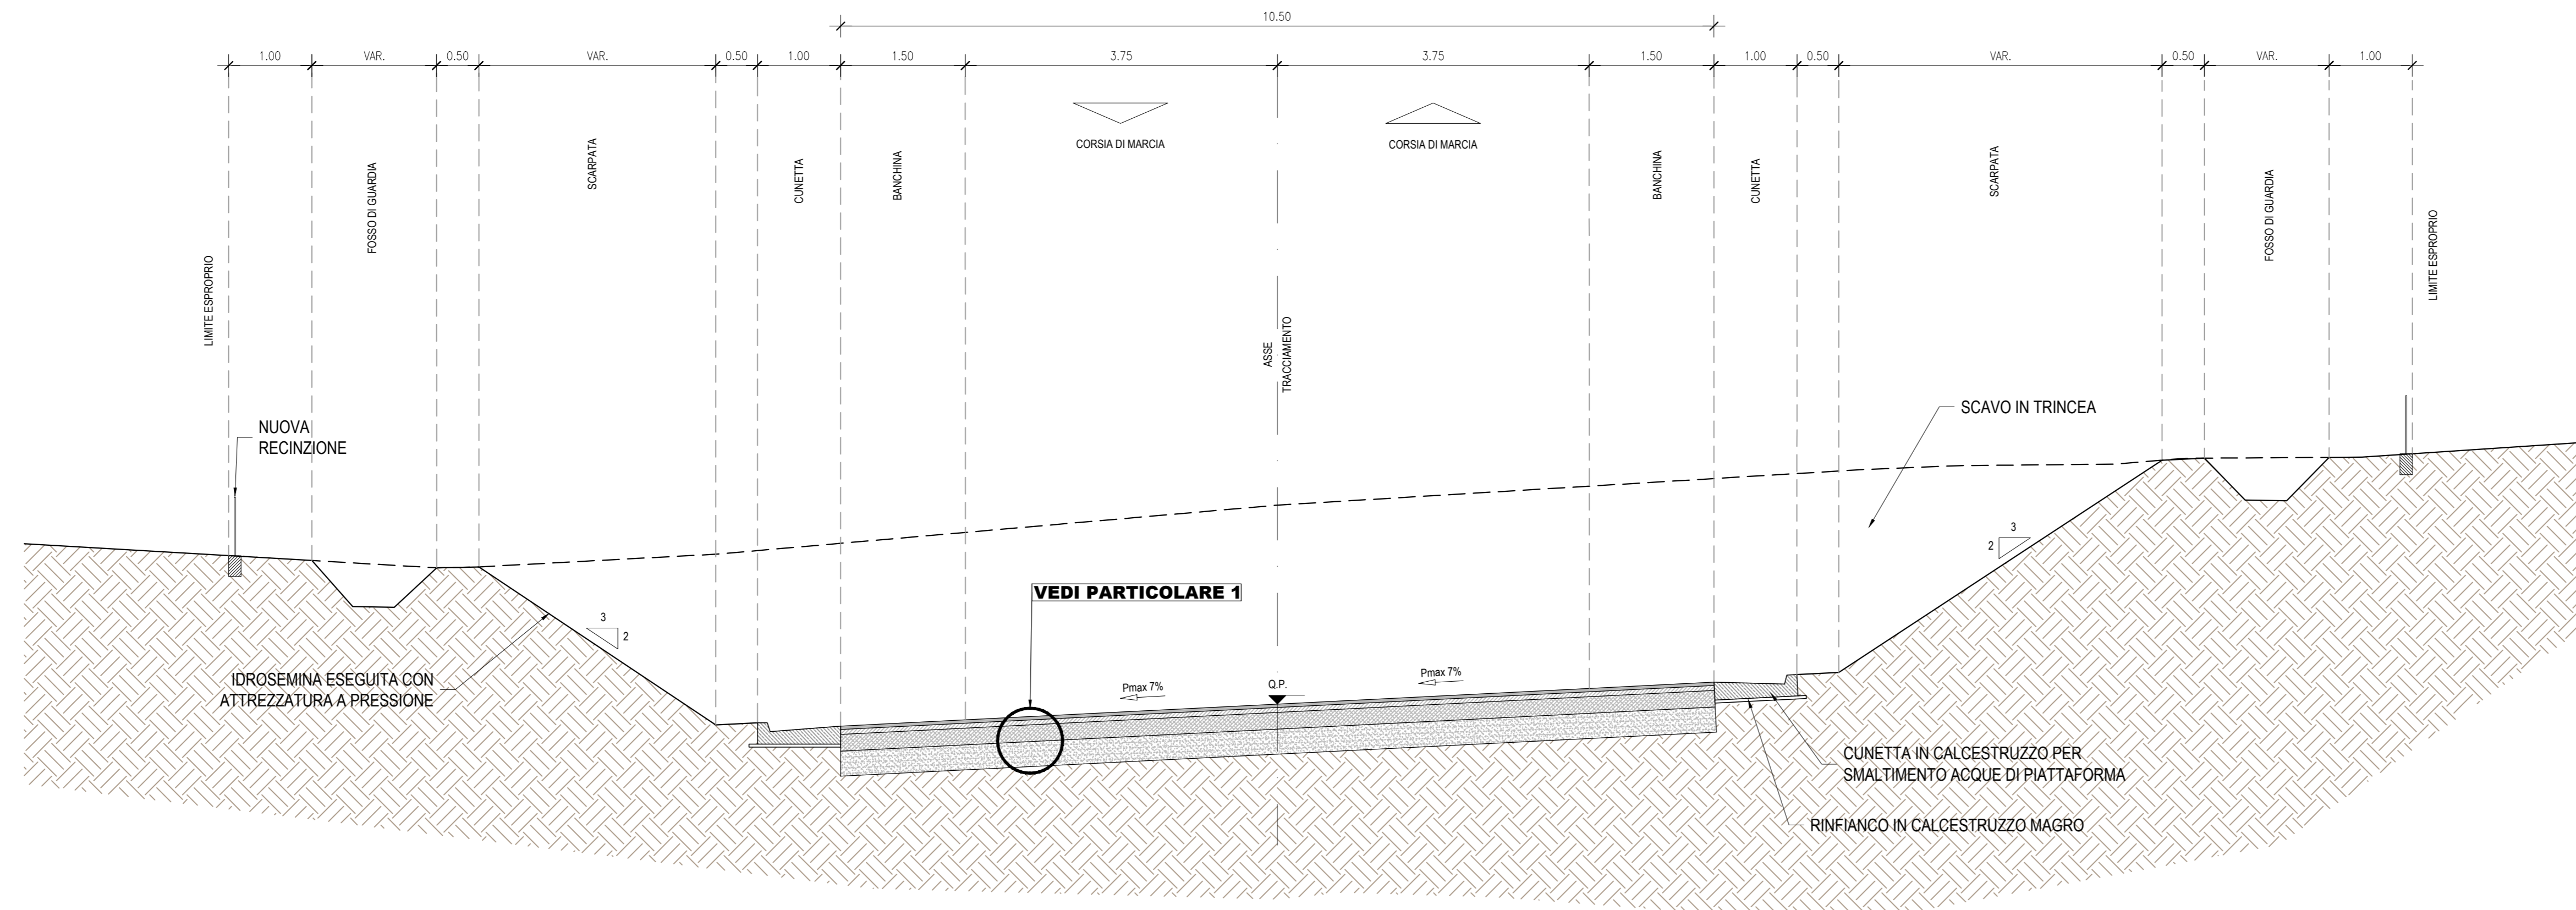 10.50
1.00 VAR. 0.50 VAR. 0.50 1.00 1.50 3.75 3.75 1.50 1.00 0.50 VAR. 0.50 VAR. 1.00
CORSIA DI MARCIA
CORSIA DI MARCIA
LIMITE ESPROPRIO
FOSSO DI GUARDIA
SCARPATA
CUNETTA
BANCHINA
ASSE
TRACCIAMENTO
BANCHINA
CUNETTA
SCARPATA
FOSSO DI GUARDIA
LIMITE ESPROPRIO
NUOVA
RECINZIONE
SCAVO IN TRINCEA
3
2
3
2
VEDI PARTICOLARE 1
IDROSEMINA ESEGUITA CON
ATTREZZATURA A PRESSIONE
Pmax 7%
Q.P.
Pmax 7%
CUNETTA IN CALCESTRUZZO PER
SMALTIMENTO ACQUE DI PIATTAFORMA
RINFIANCO IN CALCESTRUZZO MAGRO